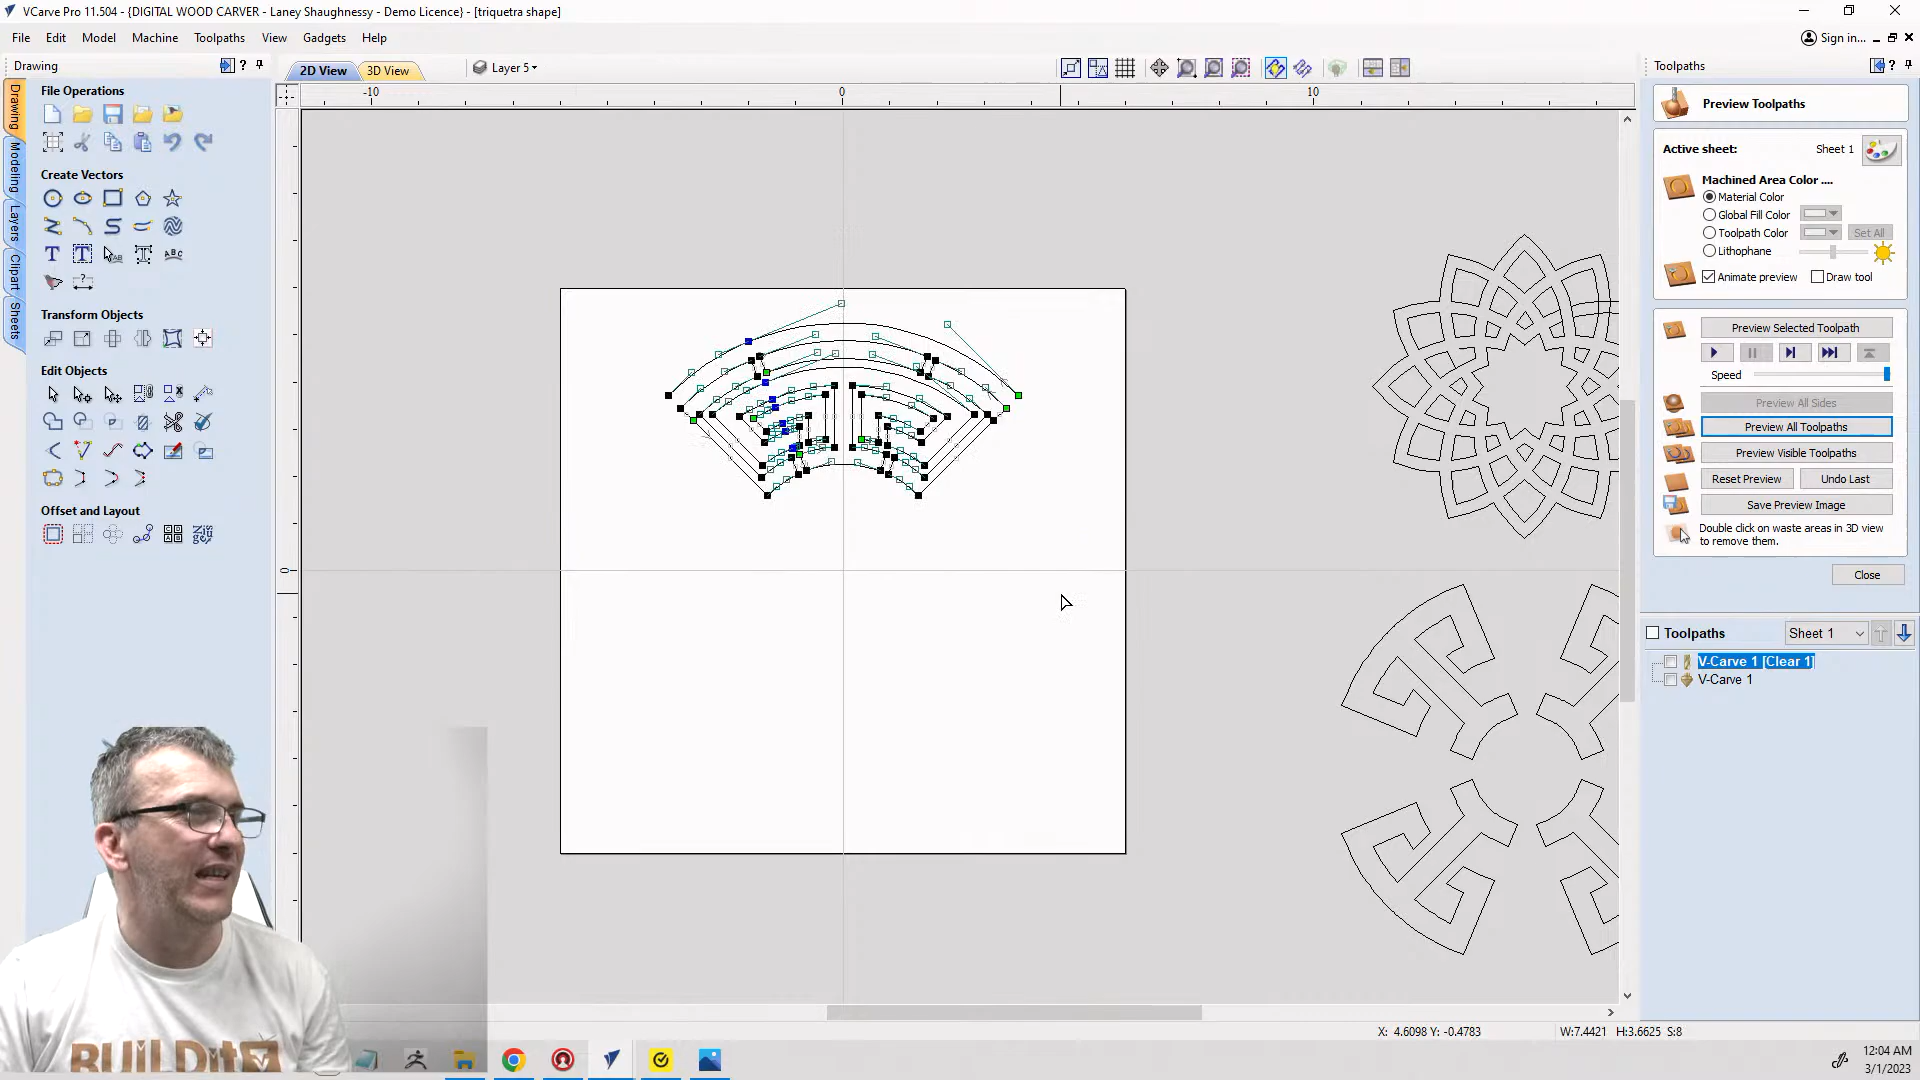 VCarve Pro 11.504 - {DIGITAL WOOD CARVER - Laney Shaughnessy - Demo Licence} - [triquetra shape]
File Edit Model Machine Toolpaths View Gadgets Help
Sign in...
Drawing
2D View
3D View
Layer 5
Toolpaths
Drawing
Modeling
Layers
Clipart
Sheets
File Operations
Create Vectors
Transform Objects
Edit Objects
Offset and Layout
-10
0
10
0
Preview Toolpaths
Active sheet: Sheet 1
Machined Area Color ....
Material Color
Global Fill Color
Toolpath Color
Set All
Lithophane
Animate preview
Draw tool
Preview Selected Toolpath
Speed
Preview All Sides
Preview All Toolpaths
Preview Visible Toolpaths
Reset Preview
Undo Last
Save Preview Image
Double click on waste areas in 3D view
to remove them.
Close
Toolpaths
Sheet 1
V-Carve 1 [Clear 1]
V-Carve 1
X: 4.6098 Y: -0.4783
W:7.4421 H:3.6625 S:8
12:04 AM
3/1/2023